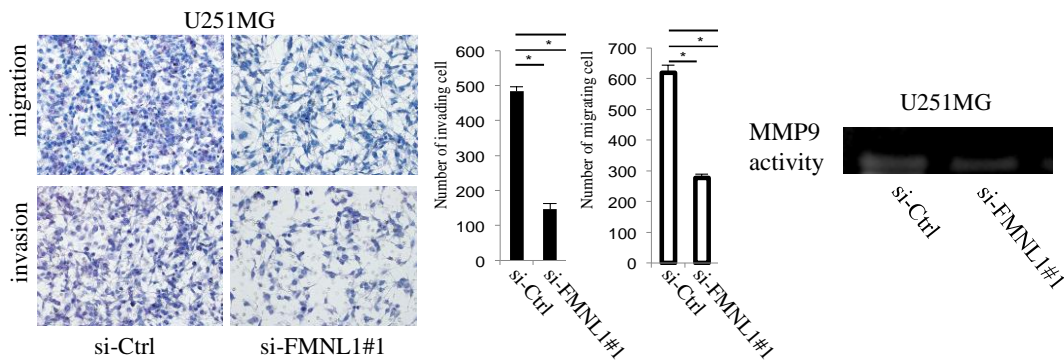 U251MG
migration
invasion
si-Ctrl
si-FMNL1#1
Number of invading cell
600
500
400
300
200
100
0
*
*
si-Ctrl
si-FMNL1#1
Number of migrating cell
700
600
500
400
300
200
100
0
*
*
si-Ctrl
si-FMNL1#1
U251MG
MMP9
activity
si-Ctrl
si-FMNL1#1